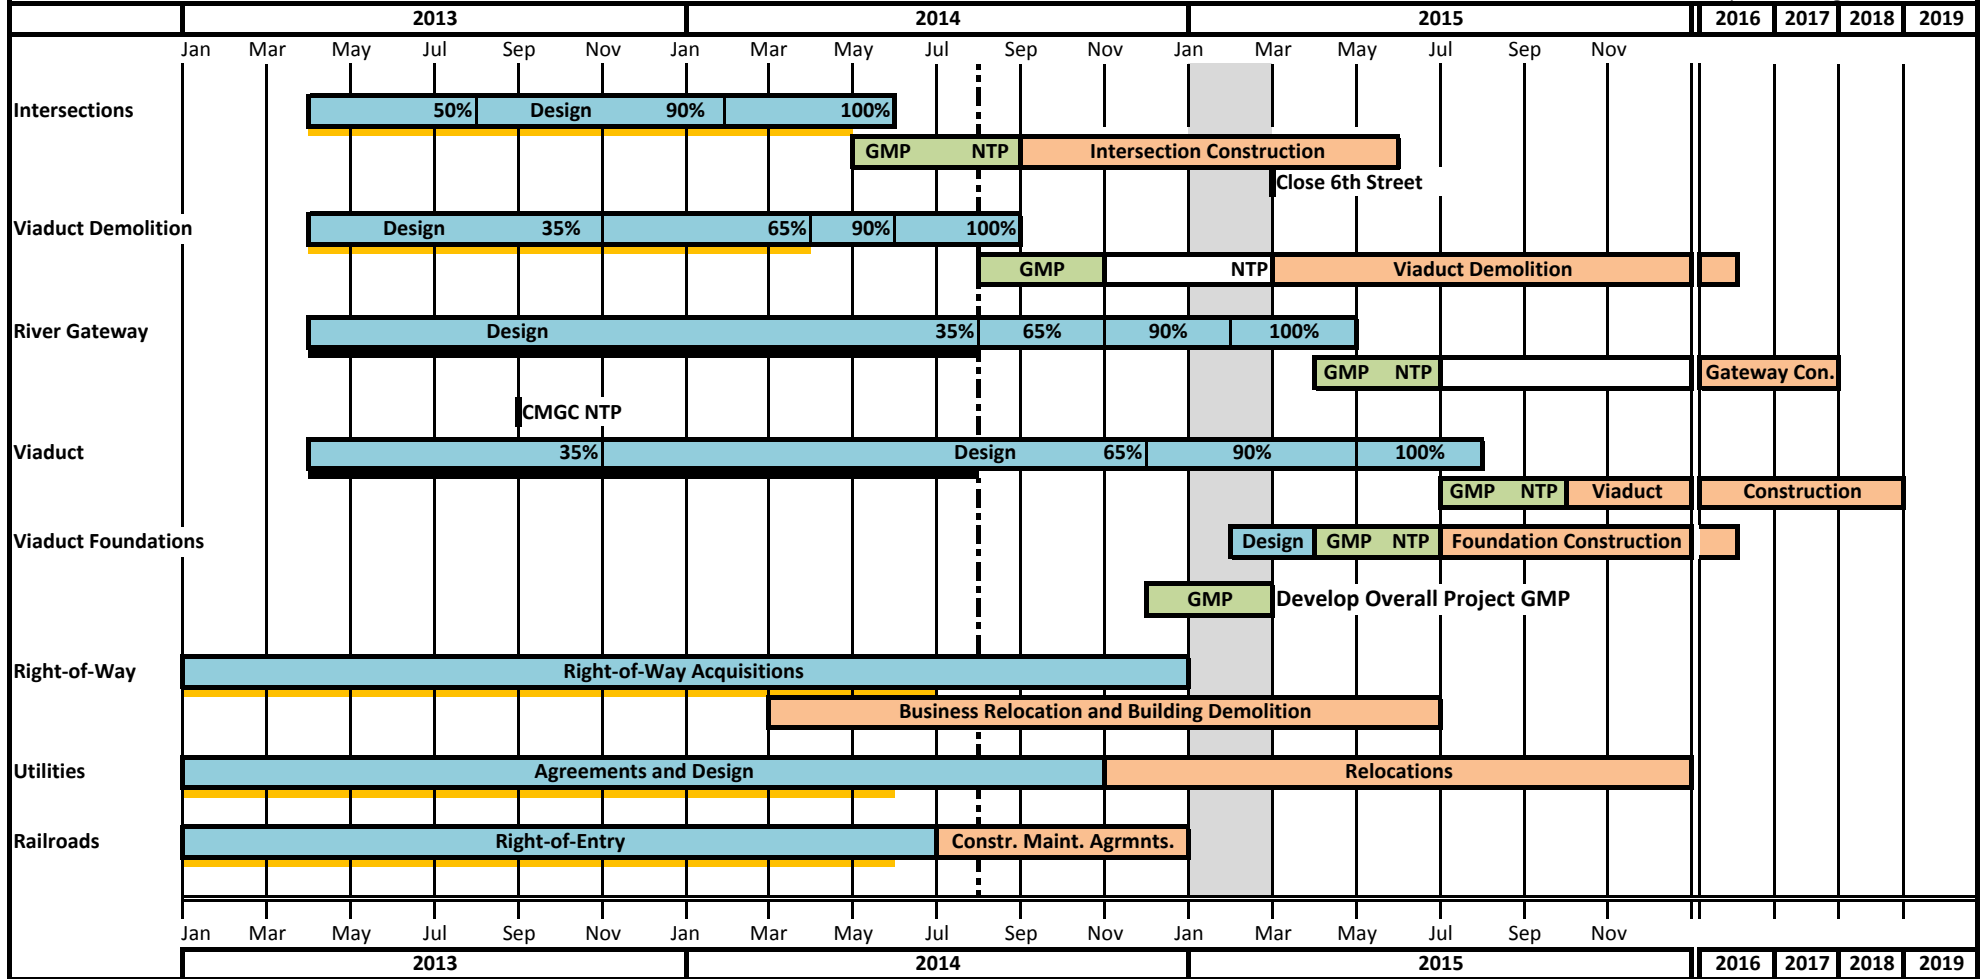 2013 2014 2015 2016 2017 2018 2019
Jan Mar May Jul Sep Nov Jan Mar May Jul Sep Nov Jan Mar May Jul Sep Nov
Intersections 50% Design 90% 100%
GMP NTP Intersection Construction
Close 6th Street
Viaduct Demolition Design 35% 65% 90% 100%
GMP NTP Viaduct Demolition
River Gateway Design 35% 65% 90% 100%
GMP NTP Gateway Con.
CMGC NTP
Viaduct 35% Design 65% 90% 100%
GMP NTP Viaduct Construction
Viaduct Foundations Design GMP NTP Foundation Construction
GMP Develop Overall Project GMP
Right-of-Way Right-of-Way Acquisitions
Business Relocation and Building Demolition
Utilities Agreements and Design Relocations
Railroads Right-of-Entry Constr. Maint. Agrmnts.
Jan Mar May Jul Sep Nov Jan Mar May Jul Sep Nov Jan Mar May Jul Sep Nov
2013 2014 2015 2016 2017 2018 2019